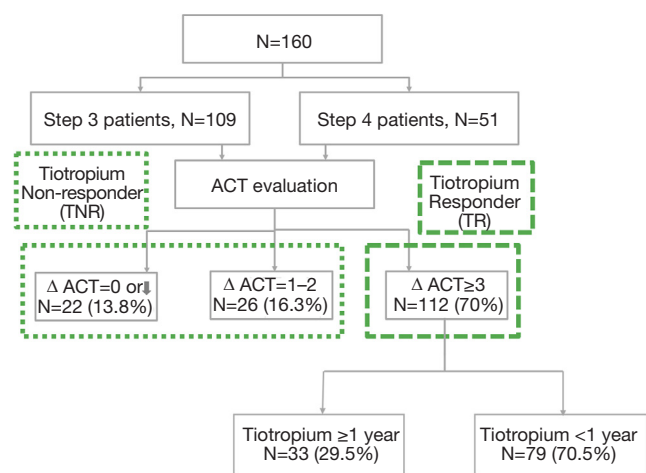 N=160
Step 3 patients, N=109
Step 4 patients, N=51
Tiotropium
Non-responder
(TNR)
ACT evaluation
Tiotropium
Responder
(TR)
Δ ACT=0 or⬇
N=22 (13.8%)
Δ ACT=1–2
N=26 (16.3%)
Δ ACT≥3
N=112 (70%)
Tiotropium ≥1 year
N=33 (29.5%)
Tiotropium <1 year
N=79 (70.5%)